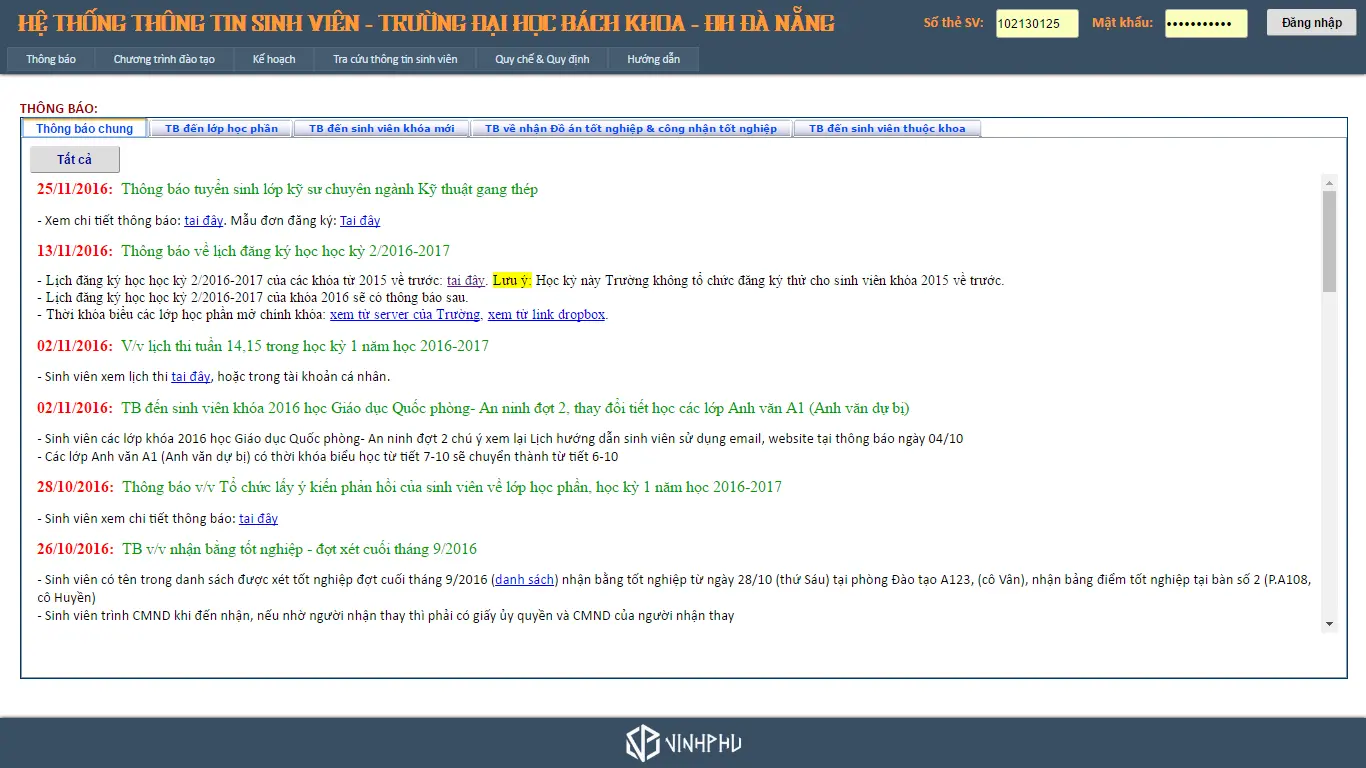 HỆ THỐNG THÔNG TIN SINH VIÊN - TRƯỜNG ĐẠI HỌC BÁCH KHOA - ĐH ĐÀ NẴNG
Số thẻ SV: 102130125 Mật khẩu: ••••••••••• Đăng nhập
Thông báo Chương trình đào tạo Kế hoạch Tra cứu thông tin sinh viên Quy chế & Quy định Hướng dẫn
THÔNG BÁO:
Thông báo chung TB đến lớp học phần TB đến sinh viên khóa mới TB về nhận Đồ án tốt nghiệp & công nhận tốt nghiệp TB đến sinh viên thuộc khoa
Tất cả
25/11/2016: Thông báo tuyển sinh lớp kỹ sư chuyên ngành Kỹ thuật gang thép
- Xem chi tiết thông báo: tại đây. Mẫu đơn đăng ký: Tại đây
13/11/2016: Thông báo về lịch đăng ký học học kỳ 2/2016-2017
- Lịch đăng ký học học kỳ 2/2016-2017 của các khóa từ 2015 về trước: tại đây. Lưu ý: Học kỳ này Trường không tổ chức đăng ký thử cho sinh viên khóa 2015 về trước.
- Lịch đăng ký học học kỳ 2/2016-2017 của khóa 2016 sẽ có thông báo sau.
- Thời khóa biểu các lớp học phần mở chính khóa: xem từ server của Trường, xem từ link dropbox.
02/11/2016: V/v lịch thi tuần 14,15 trong học kỳ 1 năm học 2016-2017
- Sinh viên xem lịch thi tại đây, hoặc trong tài khoản cá nhân.
02/11/2016: TB đến sinh viên khóa 2016 học Giáo dục Quốc phòng- An ninh đợt 2, thay đổi tiết học các lớp Anh văn A1 (Anh văn dự bị)
- Sinh viên các lớp khóa 2016 học Giáo dục Quốc phòng- An ninh đợt 2 chú ý xem lại Lịch hướng dẫn sinh viên sử dụng email, website tại thông báo ngày 04/10
- Các lớp Anh văn A1 (Anh văn dự bị) có thời khóa biểu học từ tiết 7-10 sẽ chuyển thành từ tiết 6-10
28/10/2016: Thông báo v/v Tổ chức lấy ý kiến phản hồi của sinh viên về lớp học phần, học kỳ 1 năm học 2016-2017
- Sinh viên xem chi tiết thông báo: tại đây
26/10/2016: TB v/v nhận bằng tốt nghiệp - đợt xét cuối tháng 9/2016
- Sinh viên có tên trong danh sách được xét tốt nghiệp đợt cuối tháng 9/2016 (danh sách) nhận bằng tốt nghiệp từ ngày 28/10 (thứ Sáu) tại phòng Đào tạo A123, (cô Vân), nhận bảng điểm tốt nghiệp tại bàn số 2 (P.A108,
cô Huyền)
- Sinh viên trình CMND khi đến nhận, nếu nhờ người nhận thay thì phải có giấy ủy quyền và CMND của người nhận thay
VINHPHU